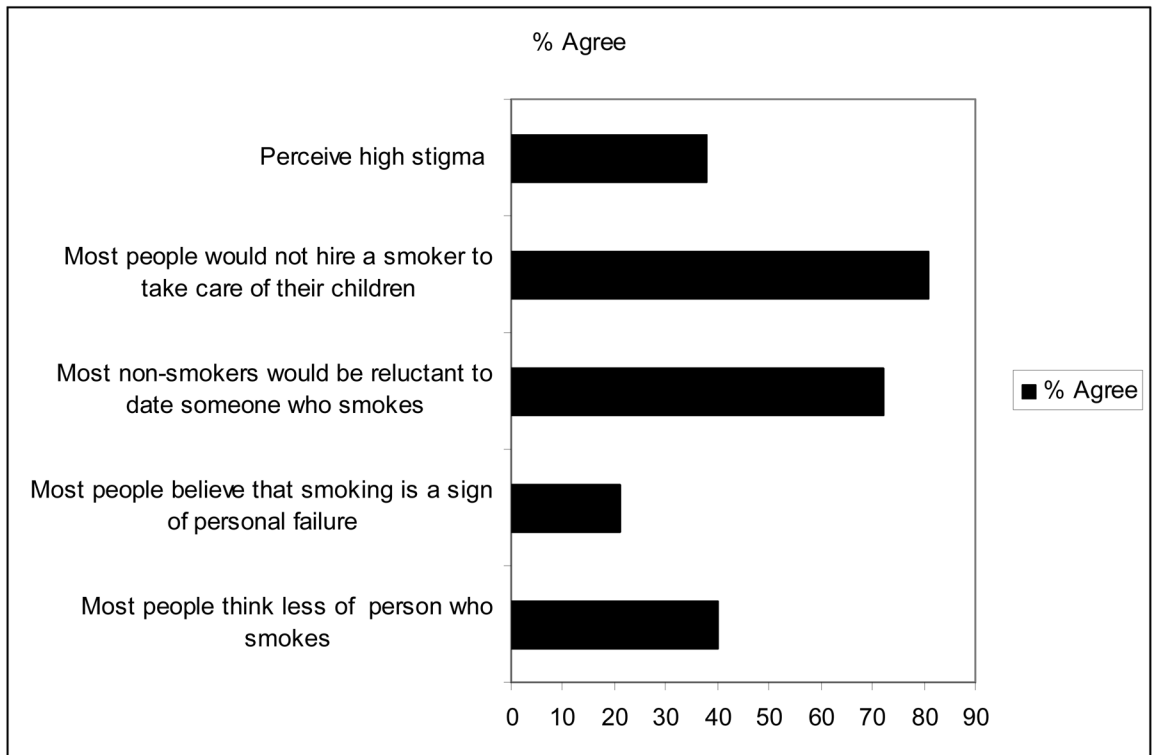 % Agree
Perceive high stigma
Most people would not hire a smoker to
take care of their children
Most non-smokers would be reluctant to
date someone who smokes
Most people believe that smoking is a sign
of personal failure
Most people think less of person who
smokes
0 10 20 30 40 50 60 70 80 90
% Agree